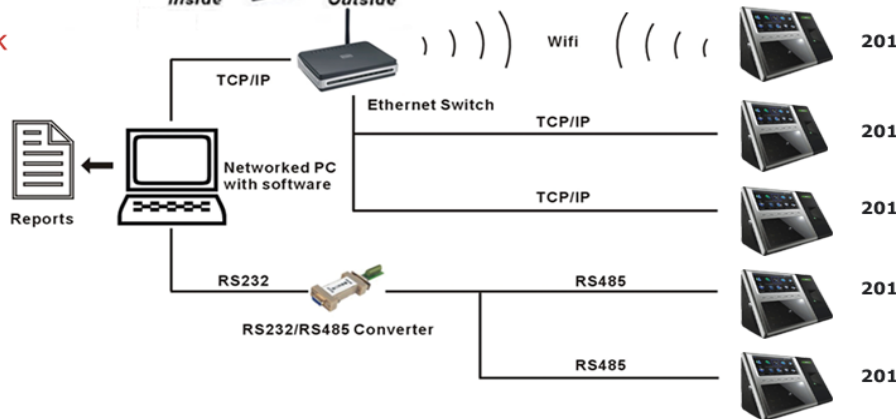 Inside
Outside
K
Wifi
201
TCP/IP
Ethernet Switch
TCP/IP
201
Networked PC
with software
TCP/IP
201
Reports
RS232
RS485
201
RS232/RS485 Converter
RS485
201